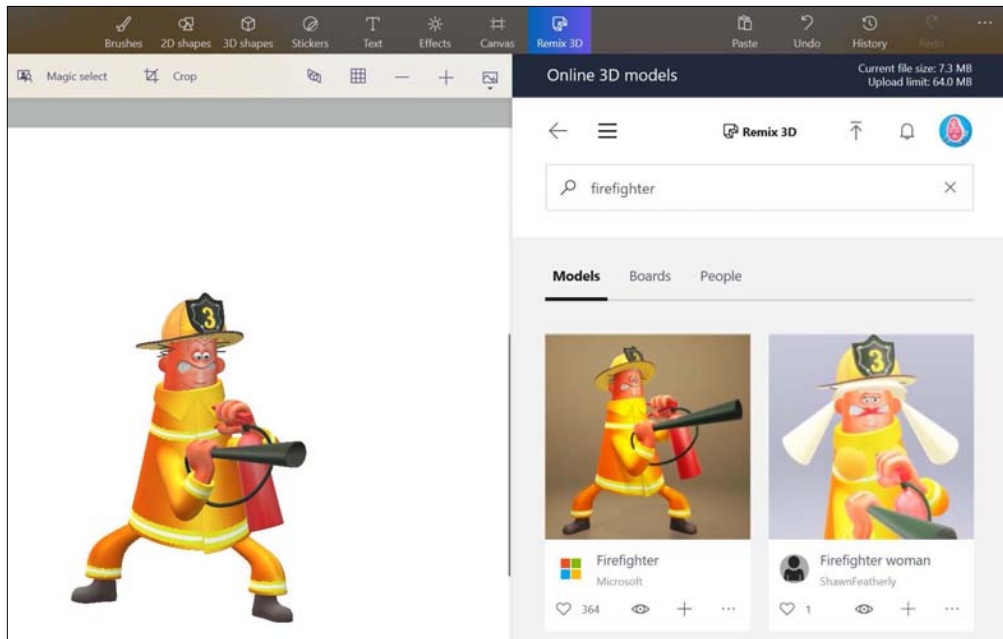 Brushes
2D shapes
3D shapes
Stickers
Text
Effects
Canvas
Remix 3D
Paste
Undo
History
Redo
Magic select
Crop
Online 3D models
Current file size: 7.3 MB
Upload limit: 64.0 MB
Remix 3D
firefighter
Models
Boards
People
3
3
3
Firefighter
Microsoft
364
Firefighter woman
ShawnFeatherly
1